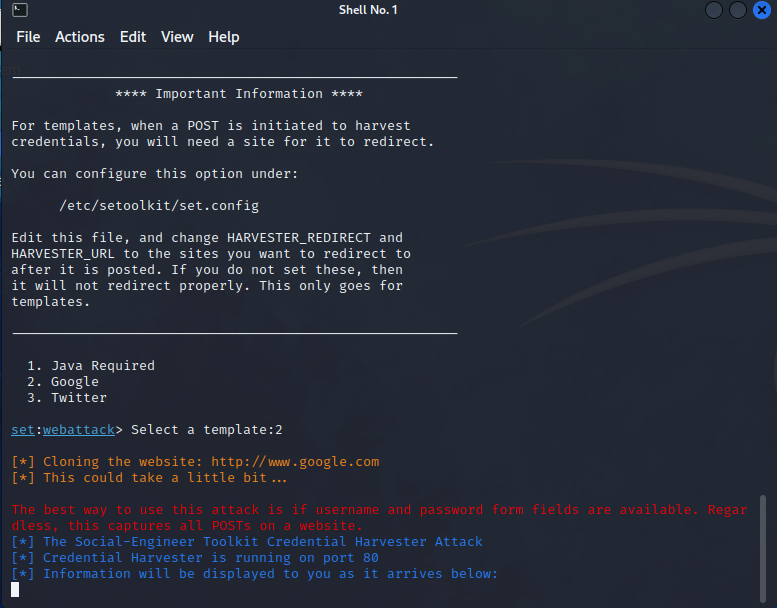 Shell No. 1
File Actions Edit View Help
**** Important Information ****
For templates, when a POST is initiated to harvest
credentials, you will need a site for it to redirect.
You can configure this option under:
/etc/setoolkit/set.config
Edit this file, and change HARVESTER_REDIRECT and
HARVESTER_URL to the sites you want to redirect to
after it is posted. If you do not set these, then
it will not redirect properly. This only goes for
templates.
1. Java Required
2. Google
3. Twitter
set:webattack> Select a template:2
[*] Cloning the website: http://www.google.com
[*] This could take a little bit...
The best way to use this attack is if username and password form fields are available. Regar
dless, this captures all POSTs on a website.
[*] The Social-Engineer Toolkit Credential Harvester Attack
[*] Credential Harvester is running on port 80
[*] Information will be displayed to you as it arrives below: